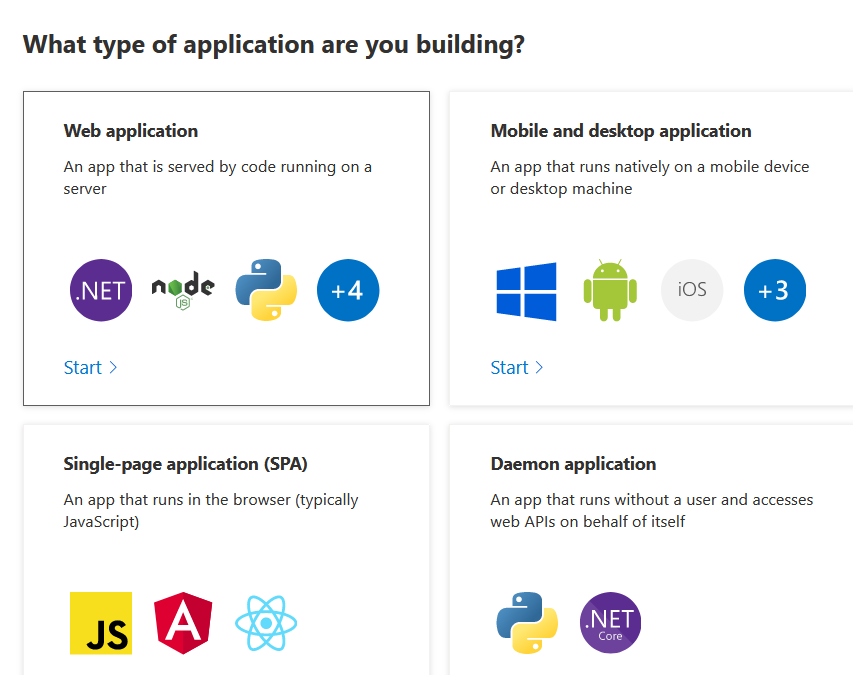 What type of application are you building?
Web application
An app that is served by code running on a
server
.NET
node
JS
+4
Start
Mobile and desktop application
An app that runs natively on a mobile device
or desktop machine
iOS
+3
Start
Single-page application (SPA)
An app that runs in the browser (typically
JavaScript)
JS
A
Daemon application
An app that runs without a user and accesses
web APIs on behalf of itself
.NET
Core